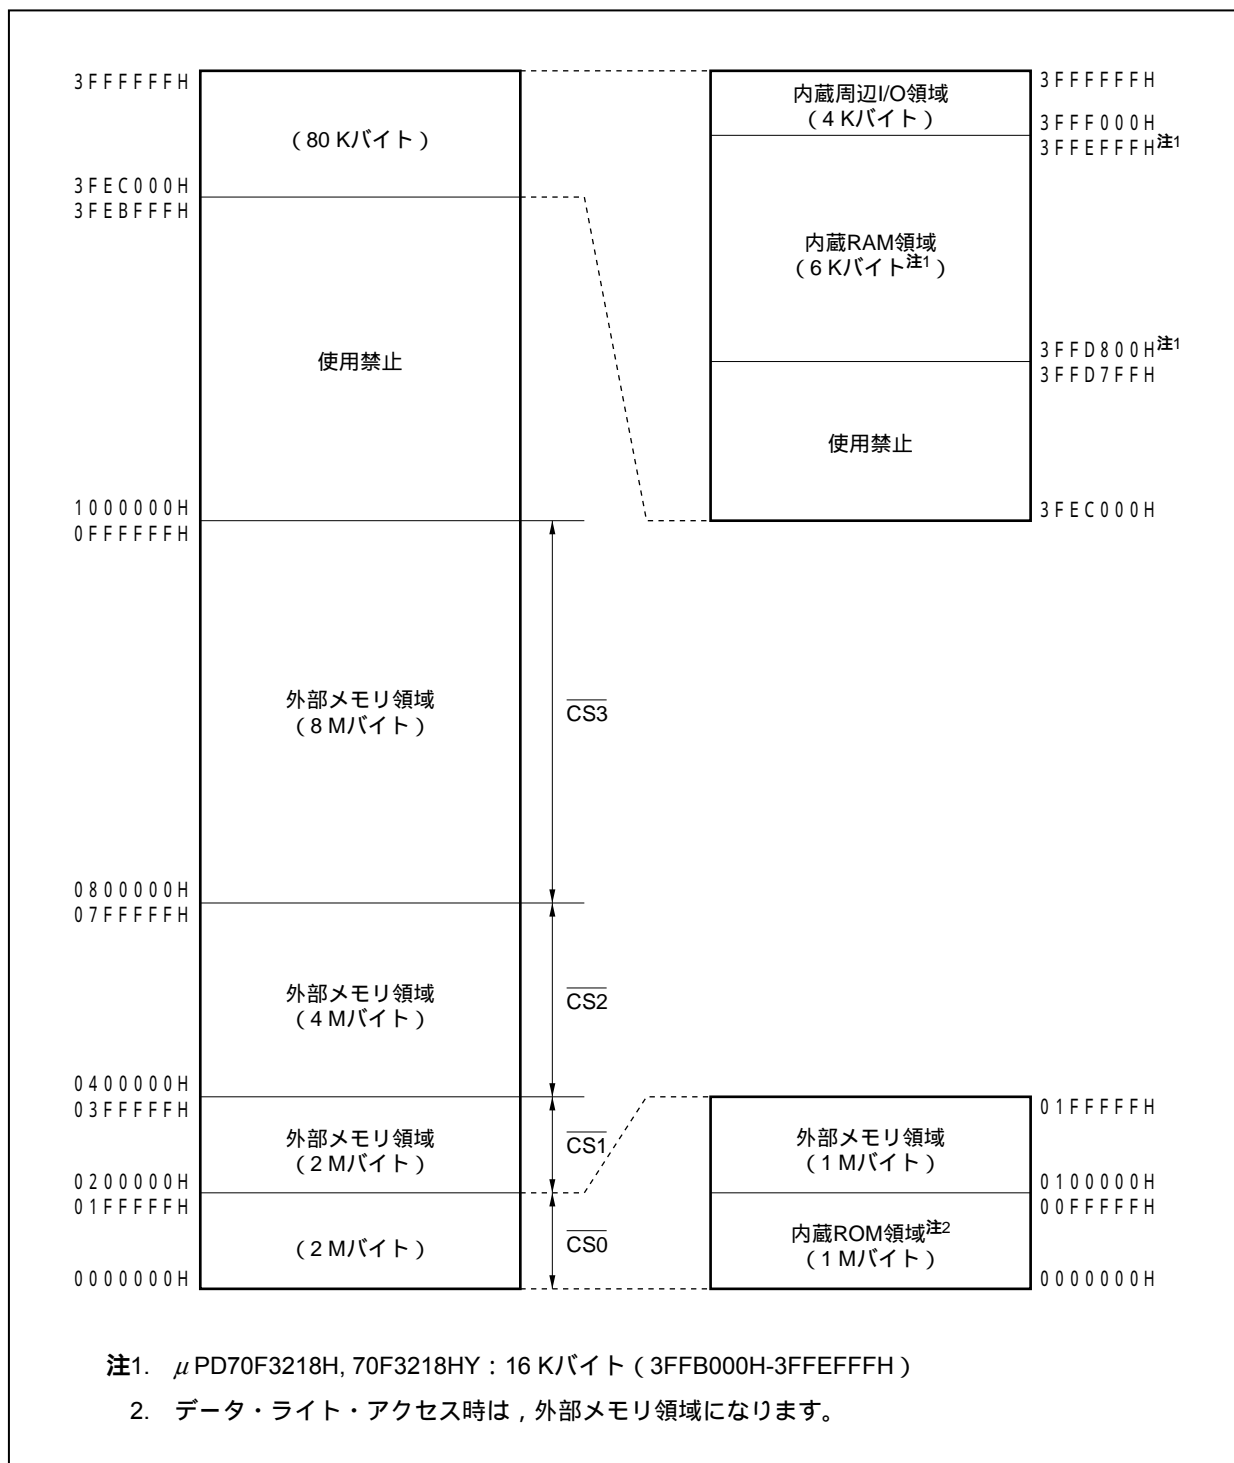 3FFFFFFH
(80 Kバイト)
3FEC000H
3FEBFFFH
使用禁止
1000000H
0FFFFFFH
外部メモリ領域
(8 Mバイト)
CS3
0800000H
07FFFFFH
外部メモリ領域
(4 Mバイト)
CS2
0400000H
03FFFFFH
外部メモリ領域
(2 Mバイト)
CS1
0200000H
01FFFFFH
(2 Mバイト)
CS0
0000000H
内蔵周辺I/O領域
(4 Kバイト)
3FFFFFFH
3FFF000H
3FFEFFFH注1
内蔵RAM領域
(6 Kバイト注1)
3FFD800H注1
3FFD7FFH
使用禁止
3FEC000H
01FFFFFH
外部メモリ領域
(1 Mバイト)
0100000H
00FFFFFH
内蔵ROM領域注2
(1 Mバイト)
0000000H
注1. μPD70F3218H, 70F3218HY:16 Kバイト(3FFB000H-3FFEFFFH)
2. データ・ライト・アクセス時は,外部メモリ領域になります。